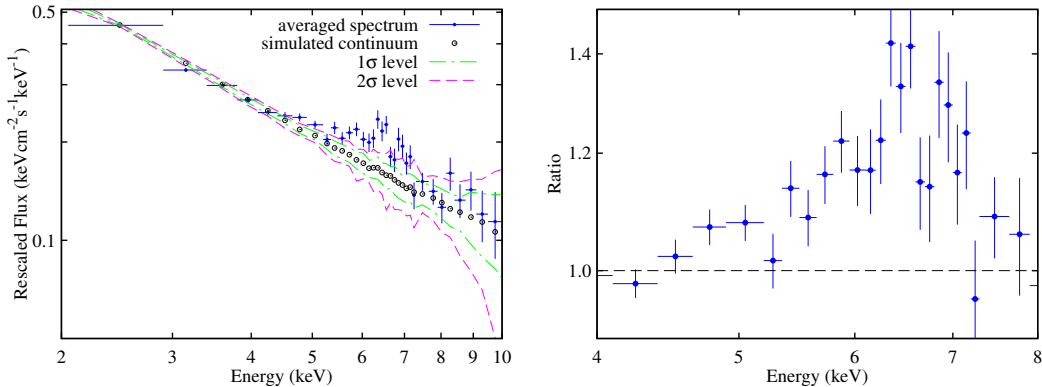 0.5
0.1
Rescaled Flux (keVcm⁻²s⁻¹keV⁻¹)
averaged spectrum
simulated continuum
1σ level
2σ level
2 3 4 5 6 7 8 9 10
Energy (keV)
1.4
1.2
1.0
Ratio
4 5 6 7 8
Energy (keV)